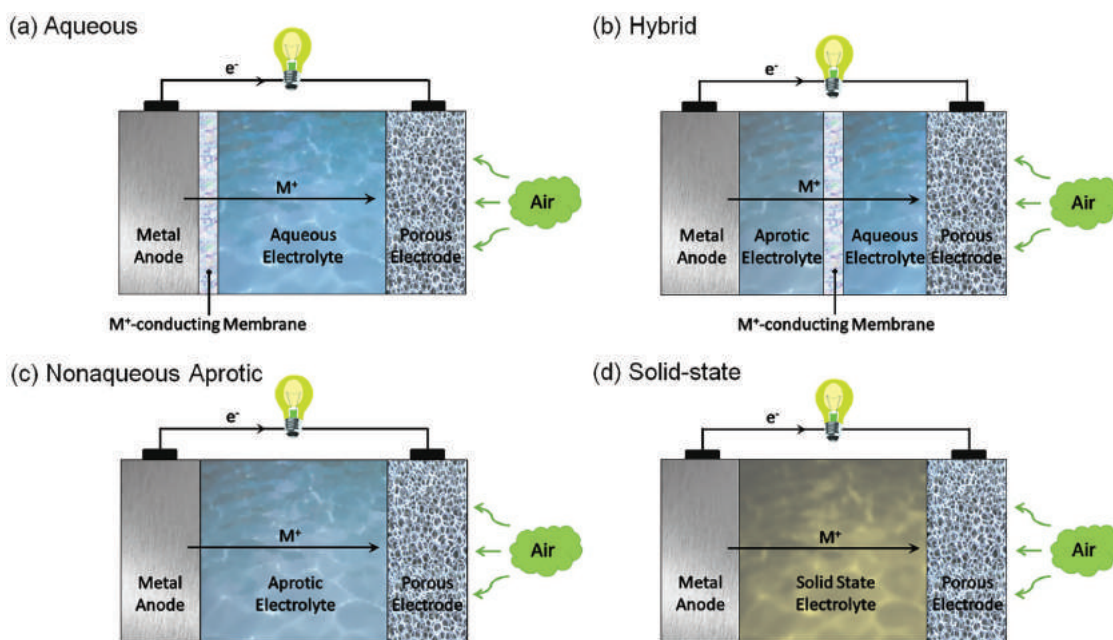 (a) Aqueous
e⁻
M⁺
Metal
Anode
Aqueous
Electrolyte
Porous
Electrode
Air
M⁺-conducting Membrane
(b) Hybrid
e⁻
M⁺
Metal
Anode
Aprotic
Electrolyte
Aqueous
Electrolyte
Porous
Electrode
Air
M⁺-conducting Membrane
(c) Nonaqueous Aprotic
e⁻
M⁺
Metal
Anode
Aprotic
Electrolyte
Porous
Electrode
Air
(d) Solid-state
e⁻
M⁺
Metal
Anode
Solid State
Electrolyte
Porous
Electrode
Air